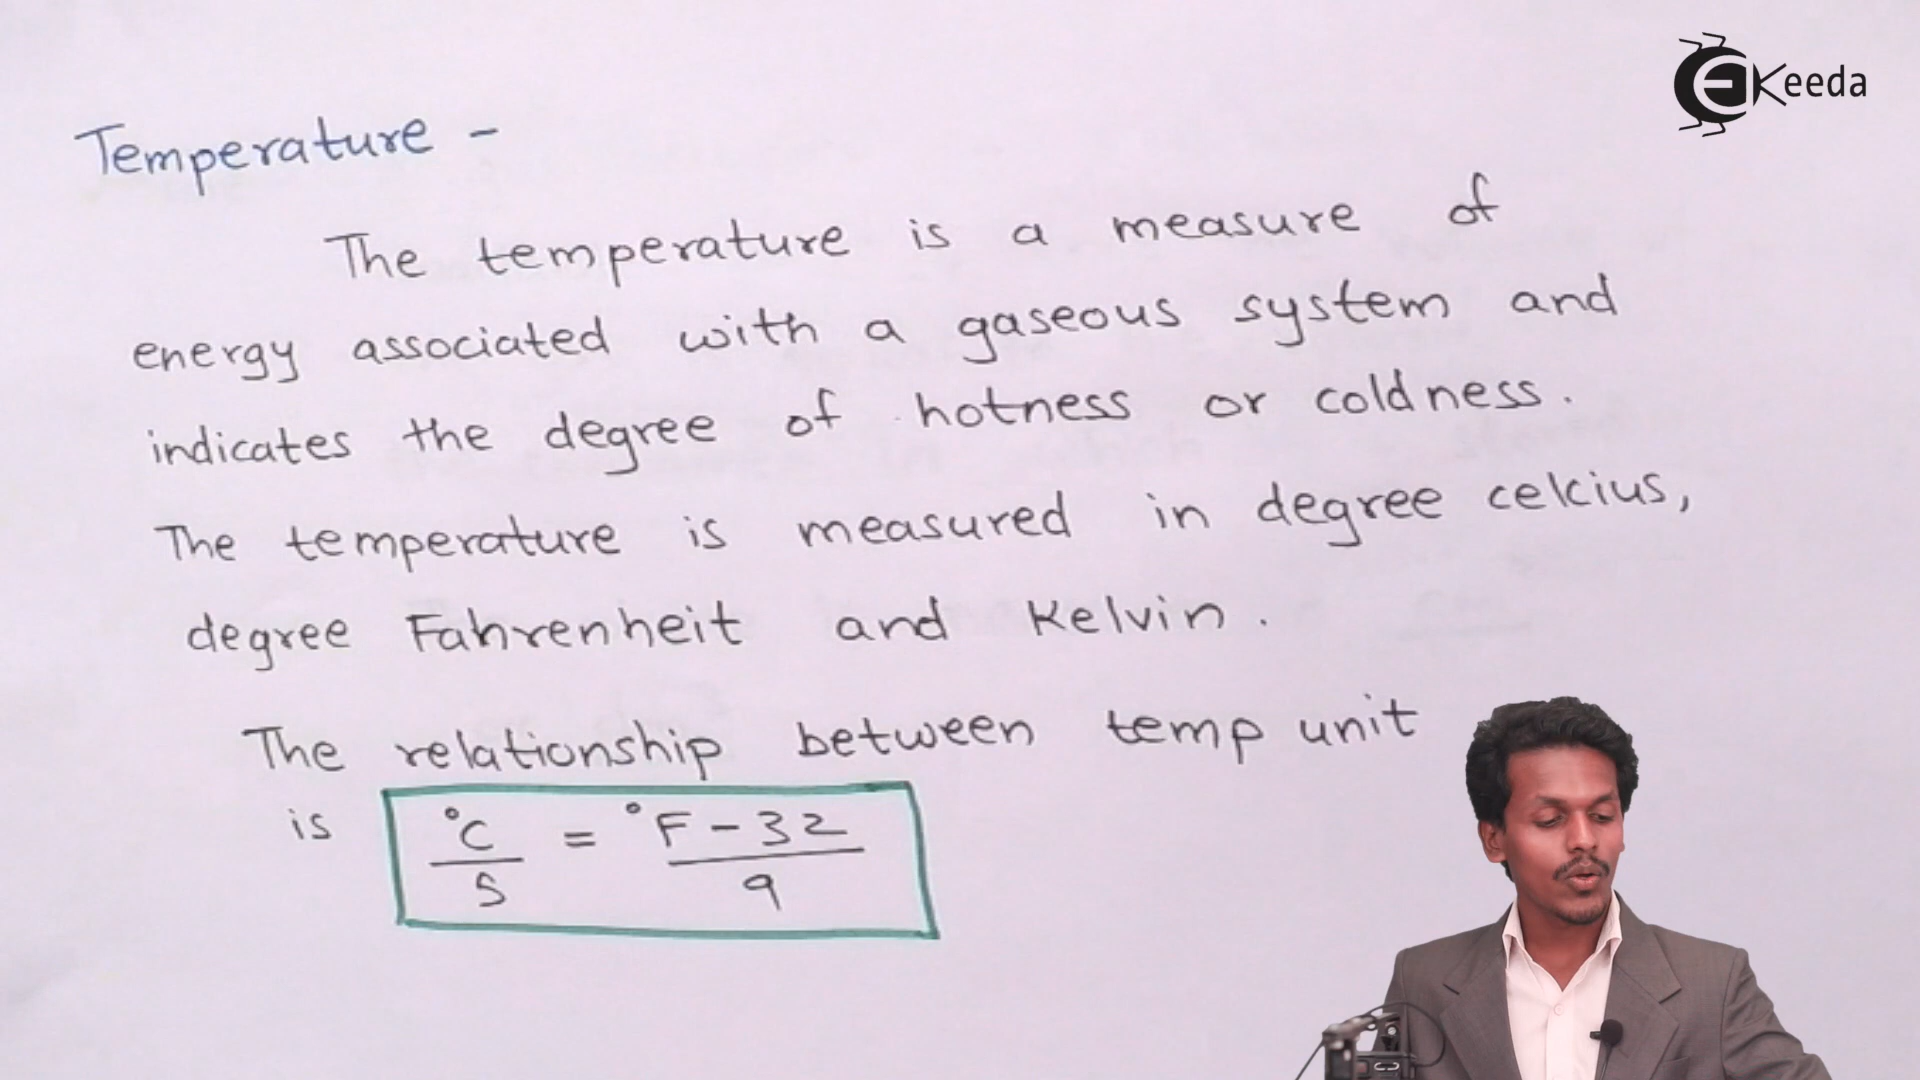 EKeeda
Temperature -
The temperature is a measure of
energy associated with a gaseous system and
indicates the degree of hotness or coldness.
The temperature is measured in degree celcius,
degree Fahrenheit and Kelvin.
The relationship between temp unit
is °C/5 = °F-32/9